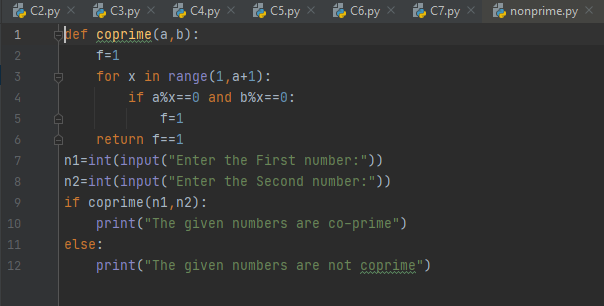 C2.py C3.py C4.py C5.py C6.py C7.py nonprime.py
1 def coprime(a,b):
2 f=1
3 for x in range(1,a+1):
4 if a%x==0 and b%x==0:
5 f=1
6 return f==1
7 n1=int(input("Enter the First number:"))
8 n2=int(input("Enter the Second number:"))
9 if coprime(n1,n2):
10 print("The given numbers are co-prime")
11 else:
12 print("The given numbers are not coprime")